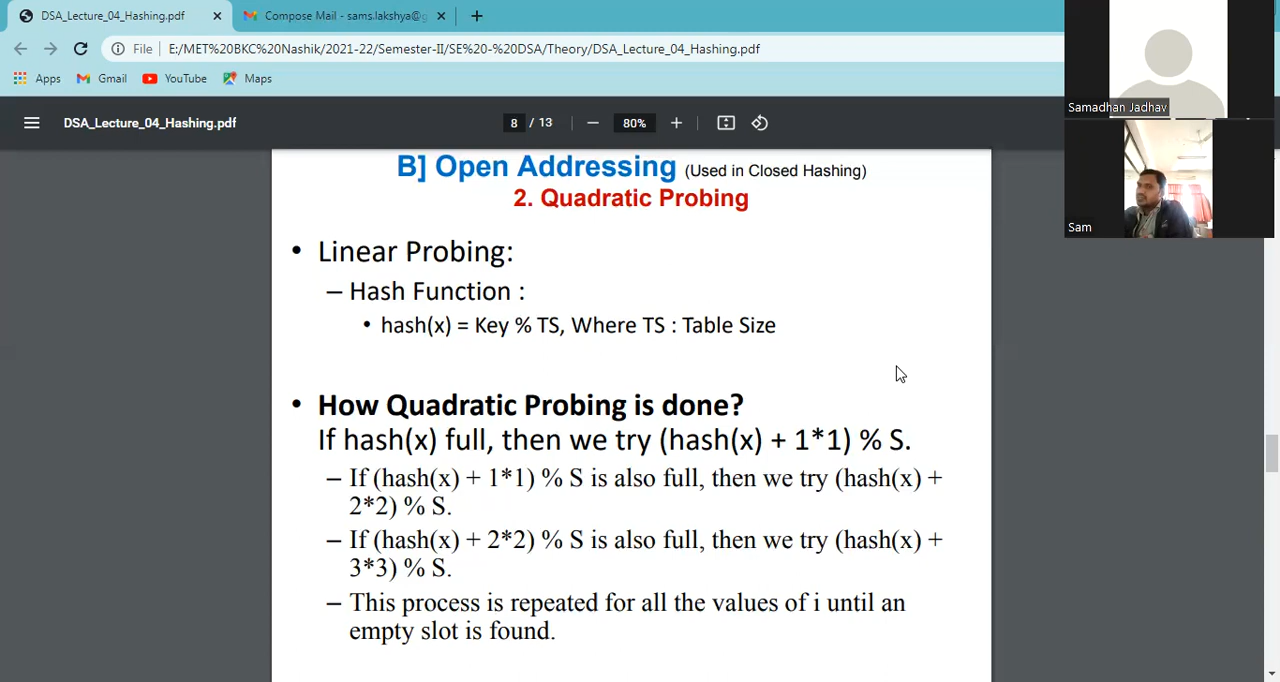 DSA_Lecture_04_Hashing.pdf
Compose Mail - sams.lakshya@g
File
E:/MET%20BKC%20Nashik/2021-22/Semester-II/SE%20-%20DSA/Theory/DSA_Lecture_04_Hashing.pdf
Apps
Gmail
YouTube
Maps
Samadhan Jadhav
DSA_Lecture_04_Hashing.pdf
8 / 13
80%
B] Open Addressing (Used in Closed Hashing)
2. Quadratic Probing
Sam
• Linear Probing:
– Hash Function :
• hash(x) = Key % TS, Where TS : Table Size
• How Quadratic Probing is done?
If hash(x) full, then we try (hash(x) + 1*1) % S.
– If (hash(x) + 1*1) % S is also full, then we try (hash(x) +
2*2) % S.
– If (hash(x) + 2*2) % S is also full, then we try (hash(x) +
3*3) % S.
– This process is repeated for all the values of i until an
empty slot is found.